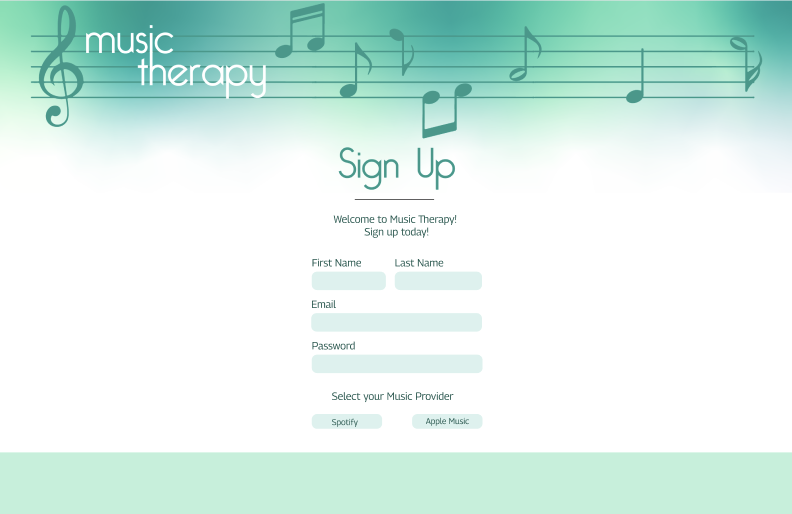 music
therapy
Sign Up
Welcome to Music Therapy!
Sign up today!
First Name Last Name
Email
Password
Select your Music Provider
Spotify Apple Music